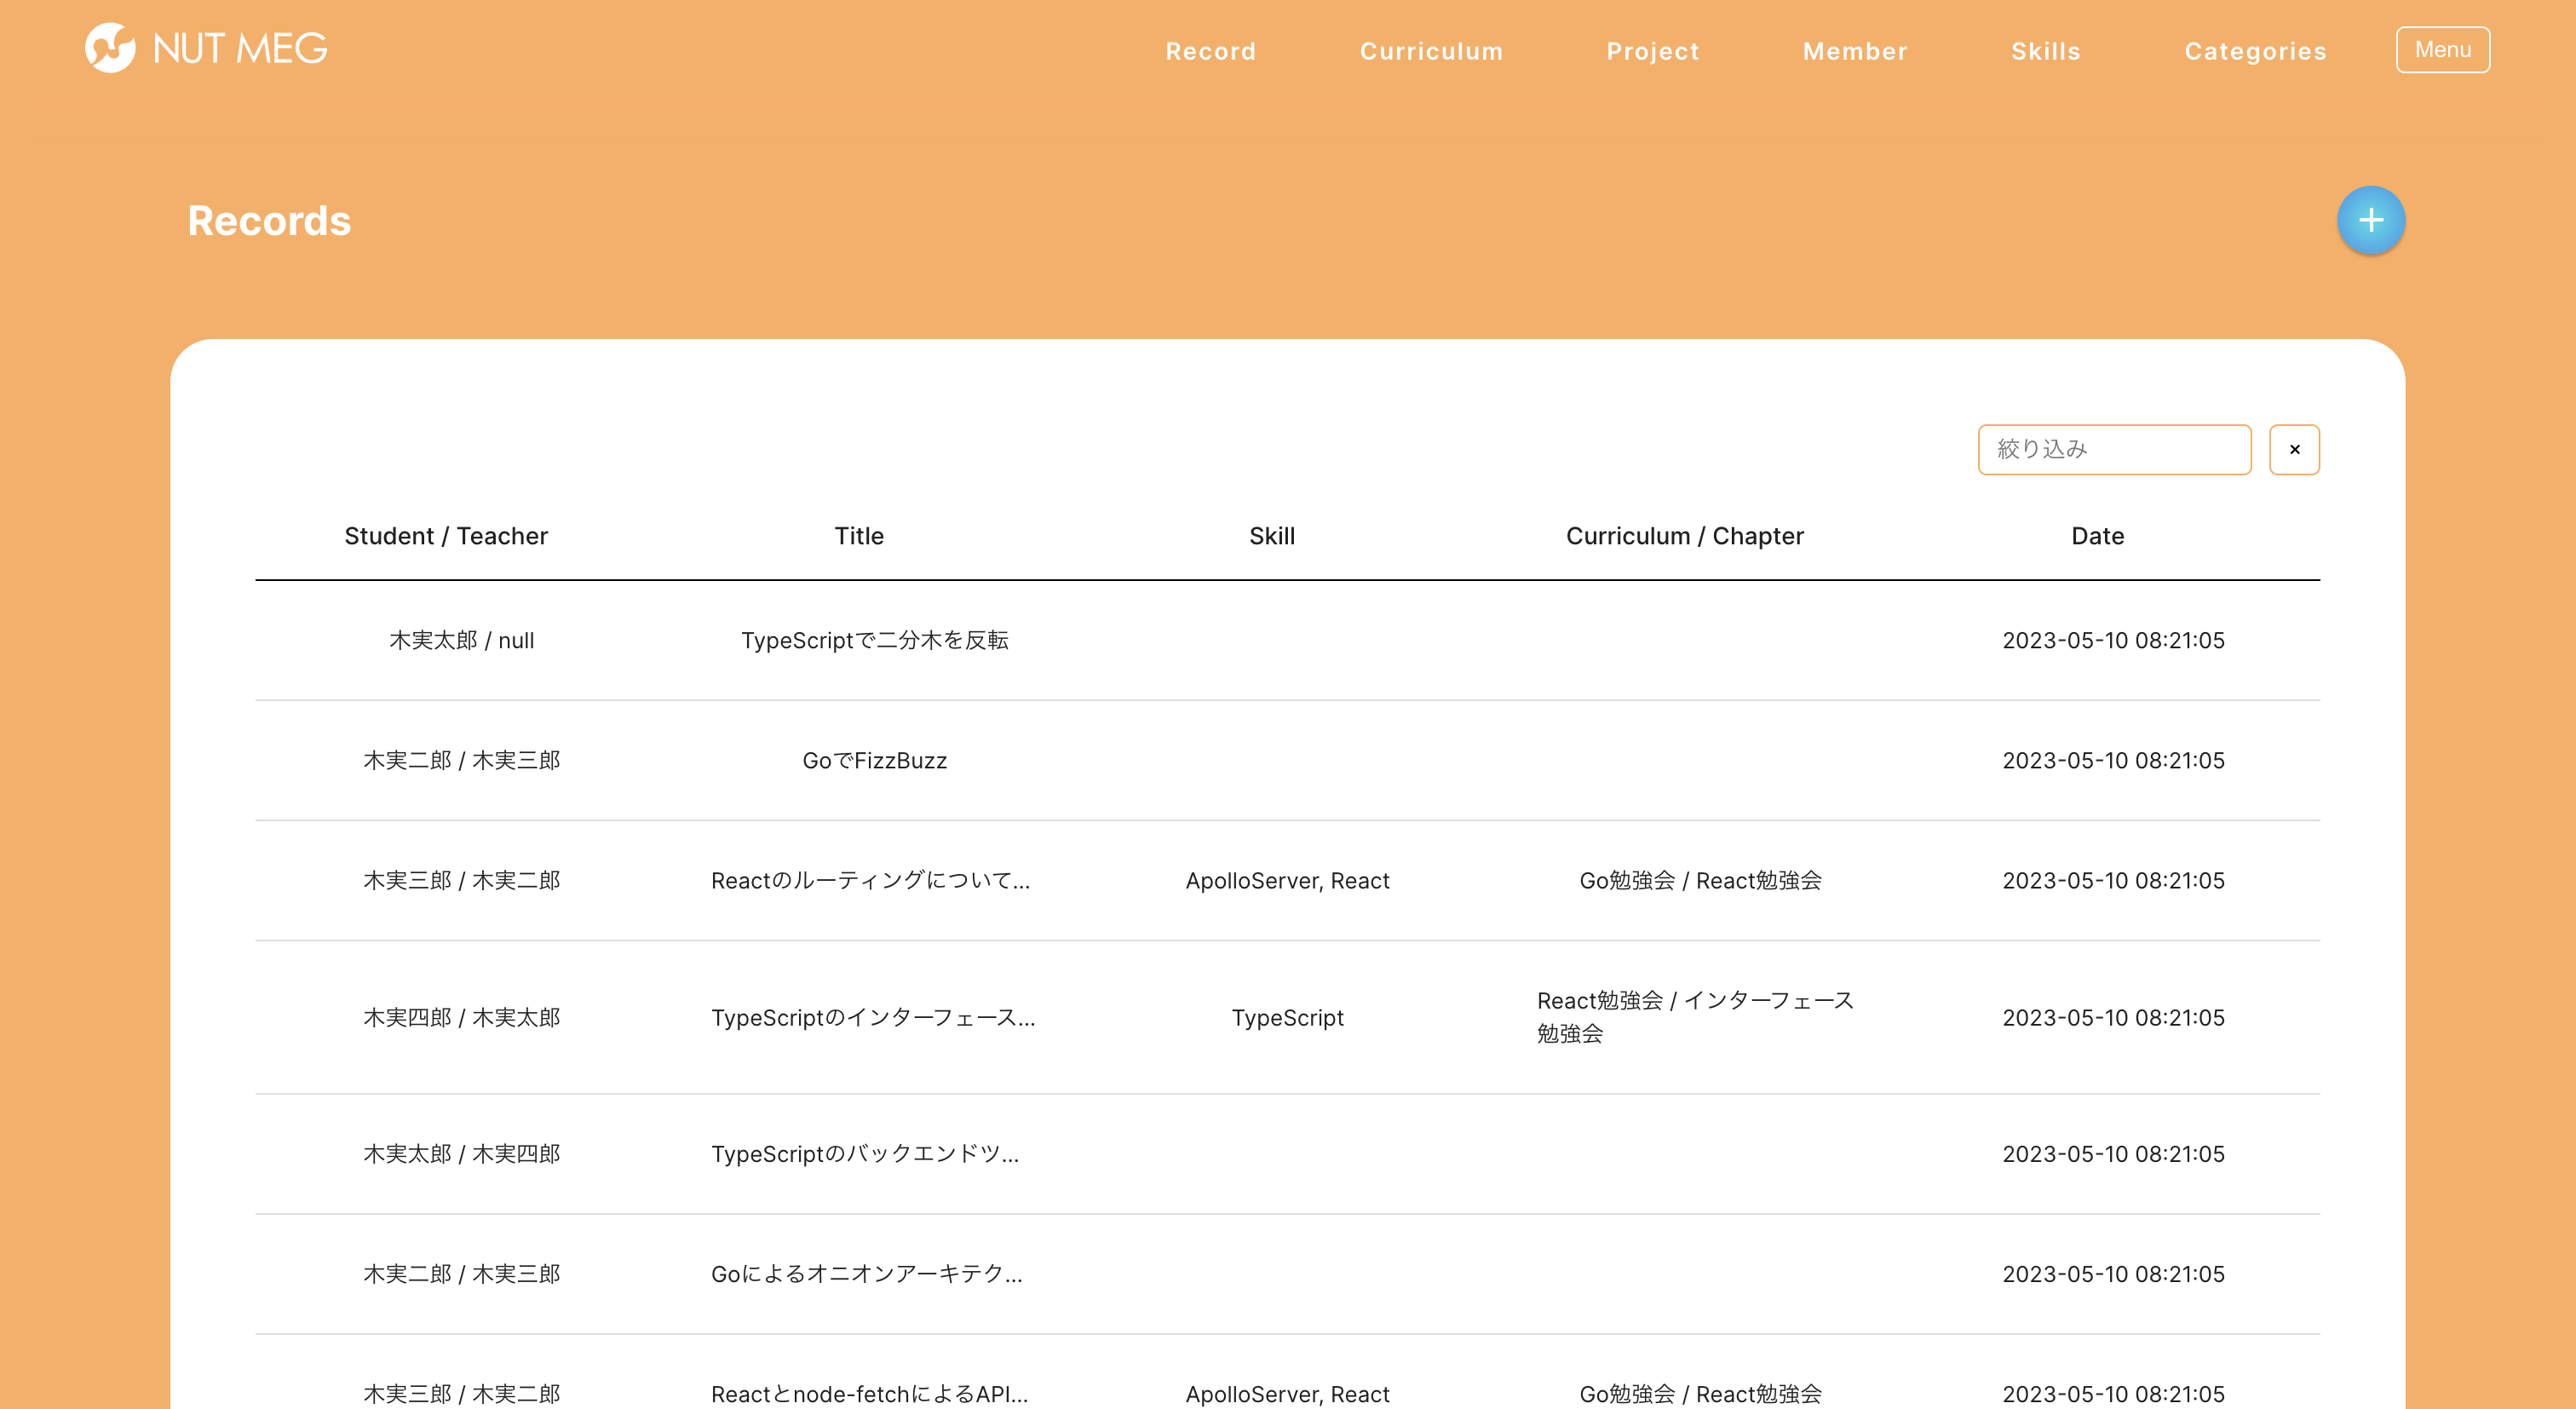 NUT MEG
Record Curriculum Project Member Skills Categories Menu
Records
+
絞り込み ×
Student / Teacher Title Skill Curriculum / Chapter Date
木実太郎 / null TypeScriptで二分木を反転 2023-05-10 08:21:05
木実二郎 / 木実三郎 GoでFizzBuzz 2023-05-10 08:21:05
木実三郎 / 木実二郎 Reactのルーティングについて... ApolloServer, React Go勉強会 / React勉強会 2023-05-10 08:21:05
木実四郎 / 木実太郎 TypeScriptのインターフェース... TypeScript React勉強会 / インターフェース
勉強会 2023-05-10 08:21:05
木実太郎 / 木実四郎 TypeScriptのバックエンドツ... 2023-05-10 08:21:05
木実二郎 / 木実三郎 Goによるオニオンアーキテク... 2023-05-10 08:21:05
木実三郎 / 木実二郎 Reactとnode-fetchによるAPI... ApolloServer, React Go勉強会 / React勉強会 2023-05-10 08:21:05